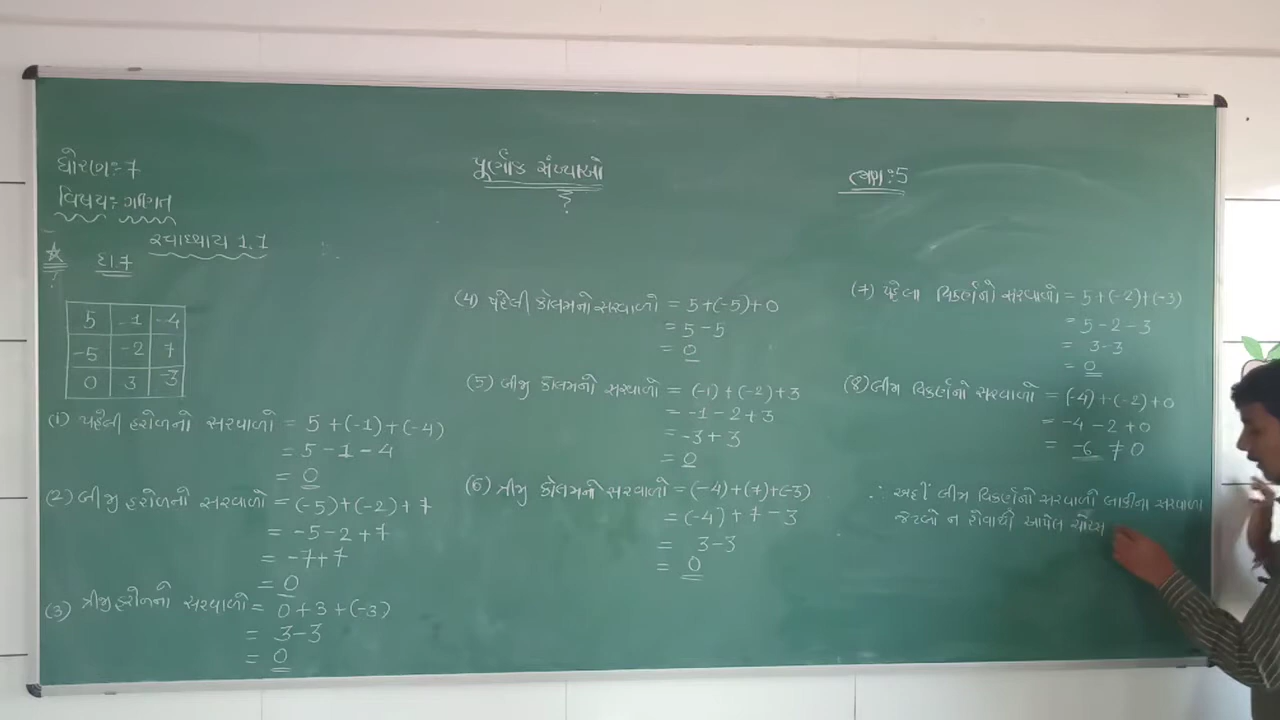 ધોરણઃ-7
વિષયઃ ગણિત
સ્વાધ્યાય 1.1
દા.7
5 -1 -4
-5 -2 7
0 3 -3
(1) પહેલી હરોળનો સરવાળો = 5 +(-1)+(-4)
= 5 -1 - 4
= 0
(2) બીજી હરોળનો સરવાળો = (-5)+(-2)+7
= -5-2+7
= -7+7
= 0
(3) ત્રીજી હરોળનો સરવાળો = 0+3+(-3)
= 3-3
= 0
પૂર્ણાંક સંખ્યાઓ
(4) પહેલી કોલમનો સરવાળો = 5+(-5)+0
= 5-5
= 0
(5) બીજી કોલમનો સરવાળો = (-1)+(-2)+3
= -1-2+3
= -3+3
= 0
(6) ત્રીજી કોલમનો સરવાળો = (-4)+(7)+(-3)
= (-4)+7-3
= 3-3
= 0
5
(7) પહેલા વિકર્ણનો સરવાળો = 5+(-2)+(-3)
= 5-2-3
= 3-3
= 0
(8) બીજા વિકર્ણનો સરવાળો = (-4)+(-2)+0
= -4-2+0
= -6 ≠ 0
∴ અહીં બીજા વિકર્ણનો સરવાળો બાકીના સરવાળા
જેટલો ન હોવાથી આપેલ ચોરસ